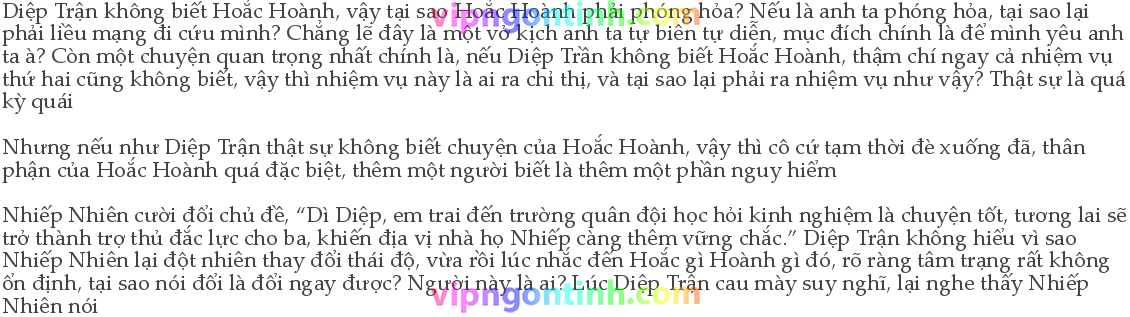 Diệp Trận không biết Hoắc Hoành, vậy tại sao Hoắc Hoành phải phóng hỏa? Nếu là anh ta phóng hỏa, tại sao lại
phải liều mạng đi cứu mình? Chẳng lẽ đây là một vở kịch anh ta tự biên tự diễn, mục đích chính là để mình yêu anh
ta à? Còn một chuyện quan trọng nhất chính là, nếu Diệp Trần không biết Hoắc Hoành, thậm chí ngay cả nhiệm vụ
thứ hai cũng không biết, vậy thì nhiệm vụ này là ai ra chỉ thị, và tại sao lại phải ra nhiệm vụ như vậy? Thật sự là quá
kỳ quái
Nhưng nếu như Diệp Trận thật sự không biết chuyện của Hoắc Hoành, vậy thì cô cứ tạm thời đè xuống đã, thân
phận của Hoắc Hoành quá đặc biệt, thêm một người biết là thêm một phần nguy hiểm
Nhiếp Nhiên cười đổi chủ đề, “Dì Diệp, em trai đến trường quân đội học hỏi kinh nghiệm là chuyện tốt, tương lai sẽ
trở thành trợ thủ đắc lực cho ba, khiến địa vị nhà họ Nhiếp càng thêm vững chắc.” Diệp Trận không hiểu vì sao
Nhiếp Nhiên lại đột nhiên thay đổi thái độ, vừa rồi lúc nhắc đến Hoắc gì Hoành gì đó, rõ ràng tâm trạng rất không
ổn định, tại sao nói đổi là đổi ngay được? Người này là ai? Lúc Diệp Trận cau mày suy nghĩ, lại nghe thấy Nhiếp
Nhiên nói
vipngontinh.com
vipngontinh.com